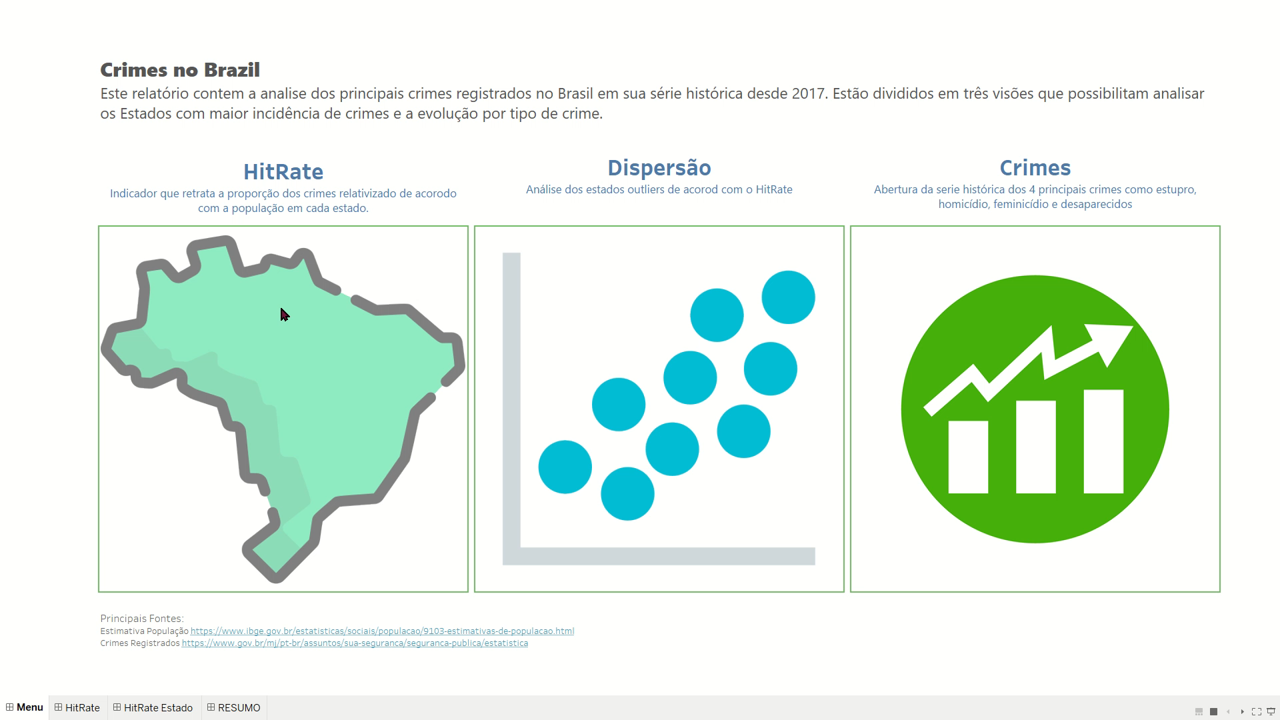 Crimes no Brazil
Este relatório contem a analise dos principais crimes registrados no Brasil em sua série histórica desde 2017. Estão divididos em três visões que possibilitam analisar
os Estados com maior incidência de crimes e a evolução por tipo de crime.
HitRate
Indicador que retrata a proporção dos crimes relativizado de acorodo
com a população em cada estado.
Dispersão
Análise dos estados outliers de acorod com o HitRate
Crimes
Abertura da serie histórica dos 4 principais crimes como estupro,
homicídio, feminicídio e desaparecidos
Principais Fontes:
Estimativa População https://www.ibge.gov.br/estatisticas/sociais/populacao/9103-estimativas-de-populacao.html
Crimes Registrados https://www.gov.br/mj/pt-br/assuntos/sua-seguranca/seguranca-publica/estatistica
Menu HitRate HitRate Estado RESUMO